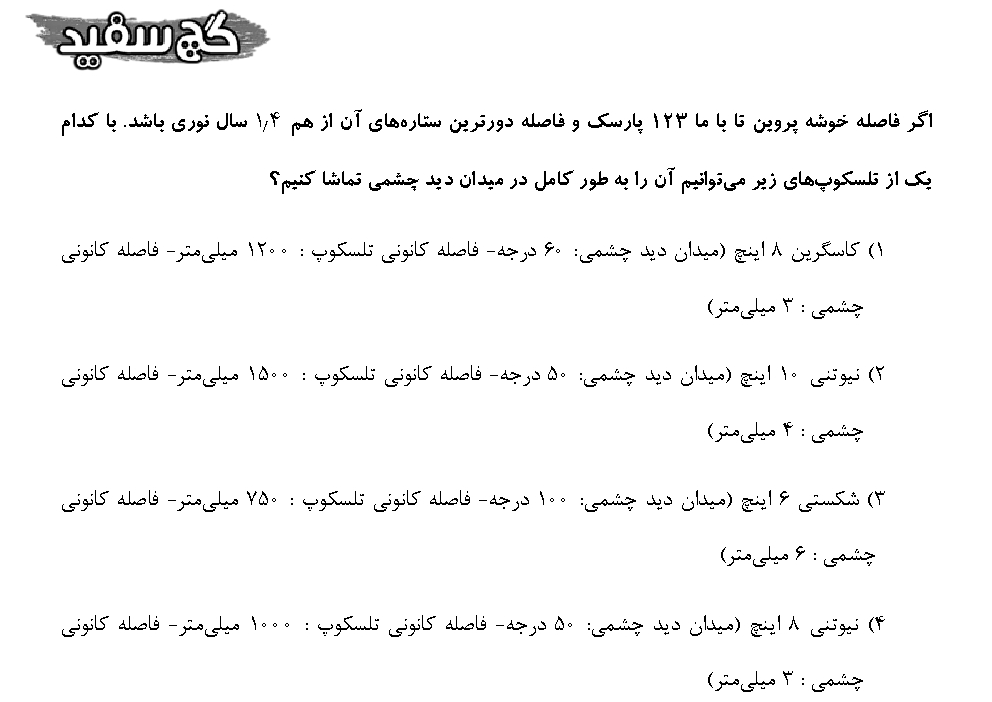 گچ سفید
اگر فاصله خوشه پروین تا با ما ۱۲۳ پارسک و فاصله دورترین ستاره‌های آن از هم ۱٫۴ سال نوری باشد. با کدام
یک از تلسکوپ‌های زیر می‌توانیم آن را به طور کامل در میدان دید چشمی تماشا کنیم؟
۱) کاسگرین ۸ اینچ (میدان دید چشمی: ۶۰ درجه- فاصله کانونی تلسکوپ : ۱۲۰۰ میلی‌متر- فاصله کانونی
چشمی : ۳ میلی‌متر)
۲) نیوتنی ۱۰ اینچ (میدان دید چشمی: ۵۰ درجه- فاصله کانونی تلسکوپ : ۱۵۰۰ میلی‌متر- فاصله کانونی
چشمی : ۴ میلی‌متر)
۳) شکستی ۶ اینچ (میدان دید چشمی: ۱۰۰ درجه- فاصله کانونی تلسکوپ : ۷۵۰ میلی‌متر- فاصله کانونی
چشمی : ۶ میلی‌متر)
۴) نیوتنی ۸ اینچ (میدان دید چشمی: ۵۰ درجه- فاصله کانونی تلسکوپ : ۱۰۰۰ میلی‌متر- فاصله کانونی
چشمی : ۳ میلی‌متر)